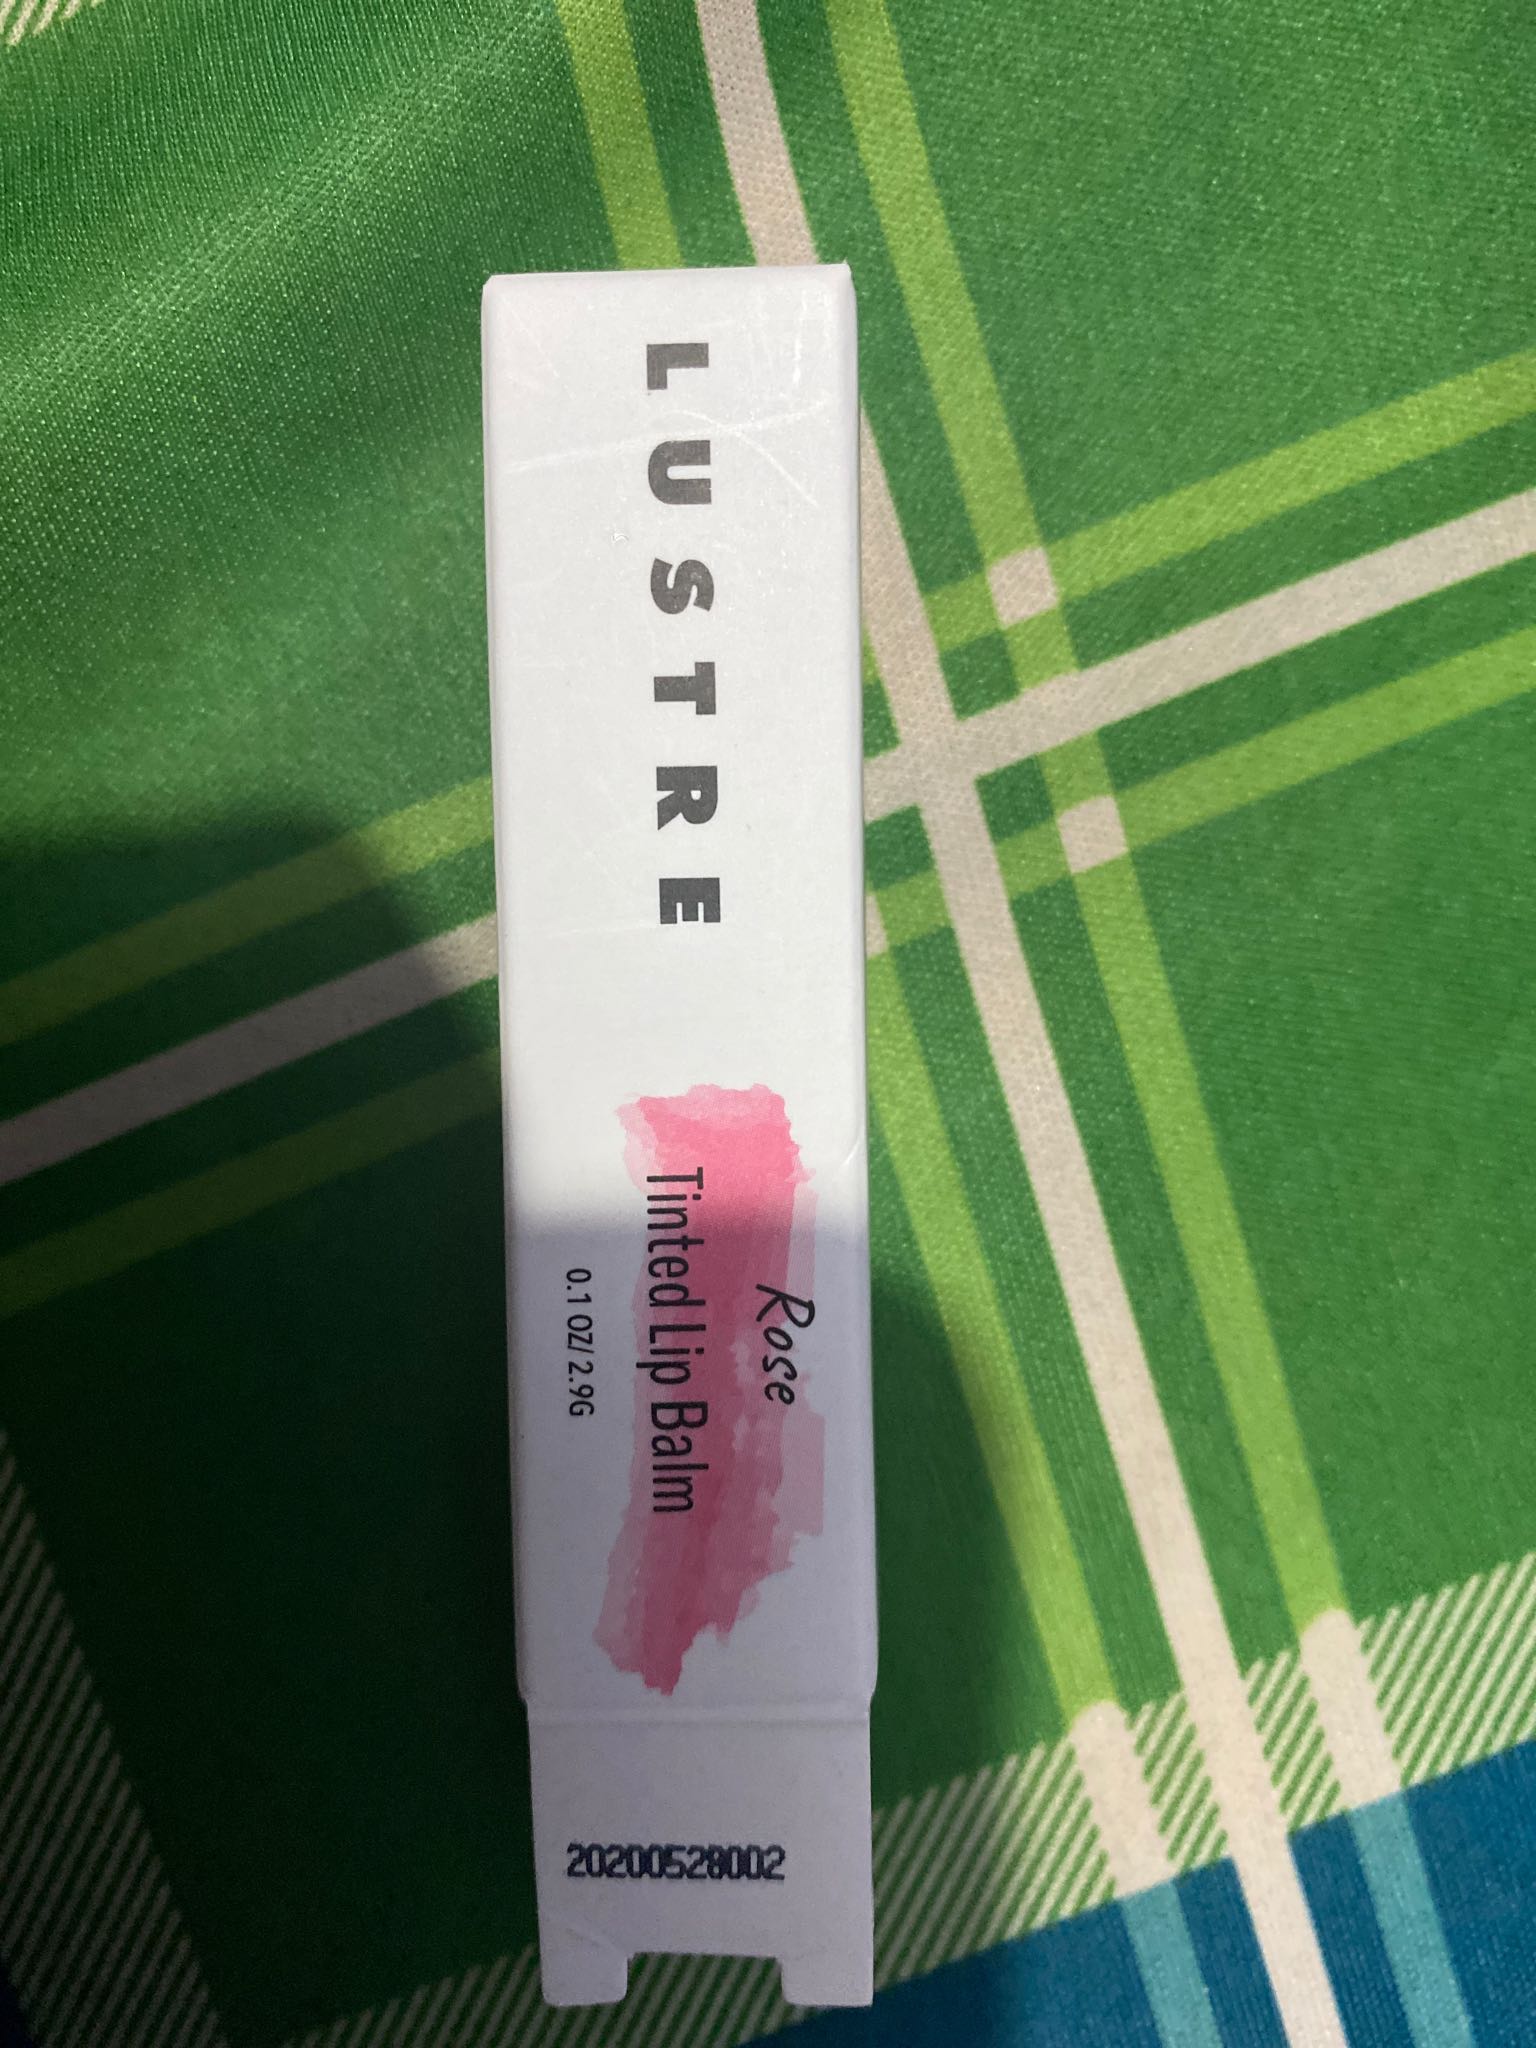 LUSTRE
Rose
Tinted Lip Balm
0.1 OZ/ 2.9G
20200528002